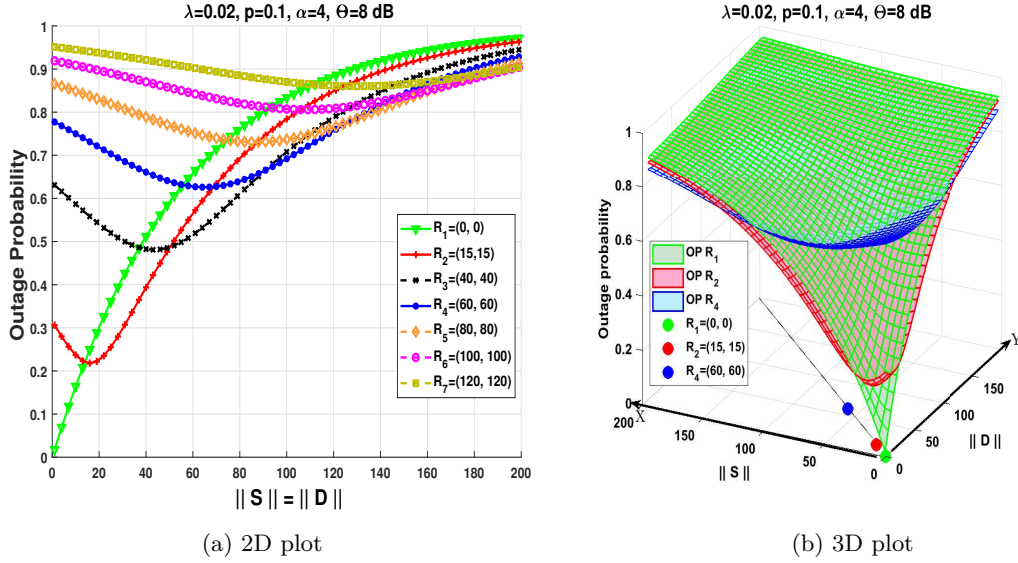 λ=0.02, p=0.1, α=4, Θ=8 dB
Outage Probability
1
0.9
0.8
0.7
0.6
0.5
0.4
0.3
0.2
0.1
0
0 20 40 60 80 100 120 140 160 180 200
|| S || = || D ||
R1=(0, 0)
R2=(15,15)
R3=(40, 40)
R4=(60, 60)
R5=(80, 80)
R6=(100, 100)
R7=(120, 120)
(a) 2D plot
λ=0.02, p=0.1, α=4, Θ=8 dB
Outage probability
1
0.8
0.6
0.4
0.2
0
OP R1
OP R2
OP R4
R1=(0, 0)
R2=(15, 15)
R4=(60, 60)
X
200
150
100
50
0
|| S ||
0
50
100
150
Y
|| D ||
(b) 3D plot